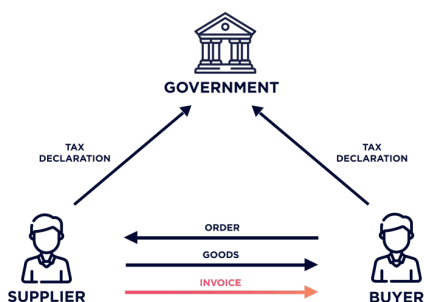 GOVERNMENT
TAX
DECLARATION
TAX
DECLARATION
ORDER
GOODS
INVOICE
SUPPLIER
BUYER